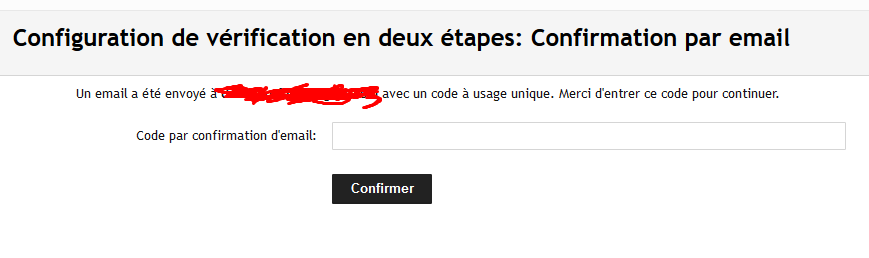 Configuration de vérification en deux étapes: Confirmation par email
Un email a été envoyé à avec un code à usage unique. Merci d'entrer ce code pour continuer.
Code par confirmation d'email:
Confirmer